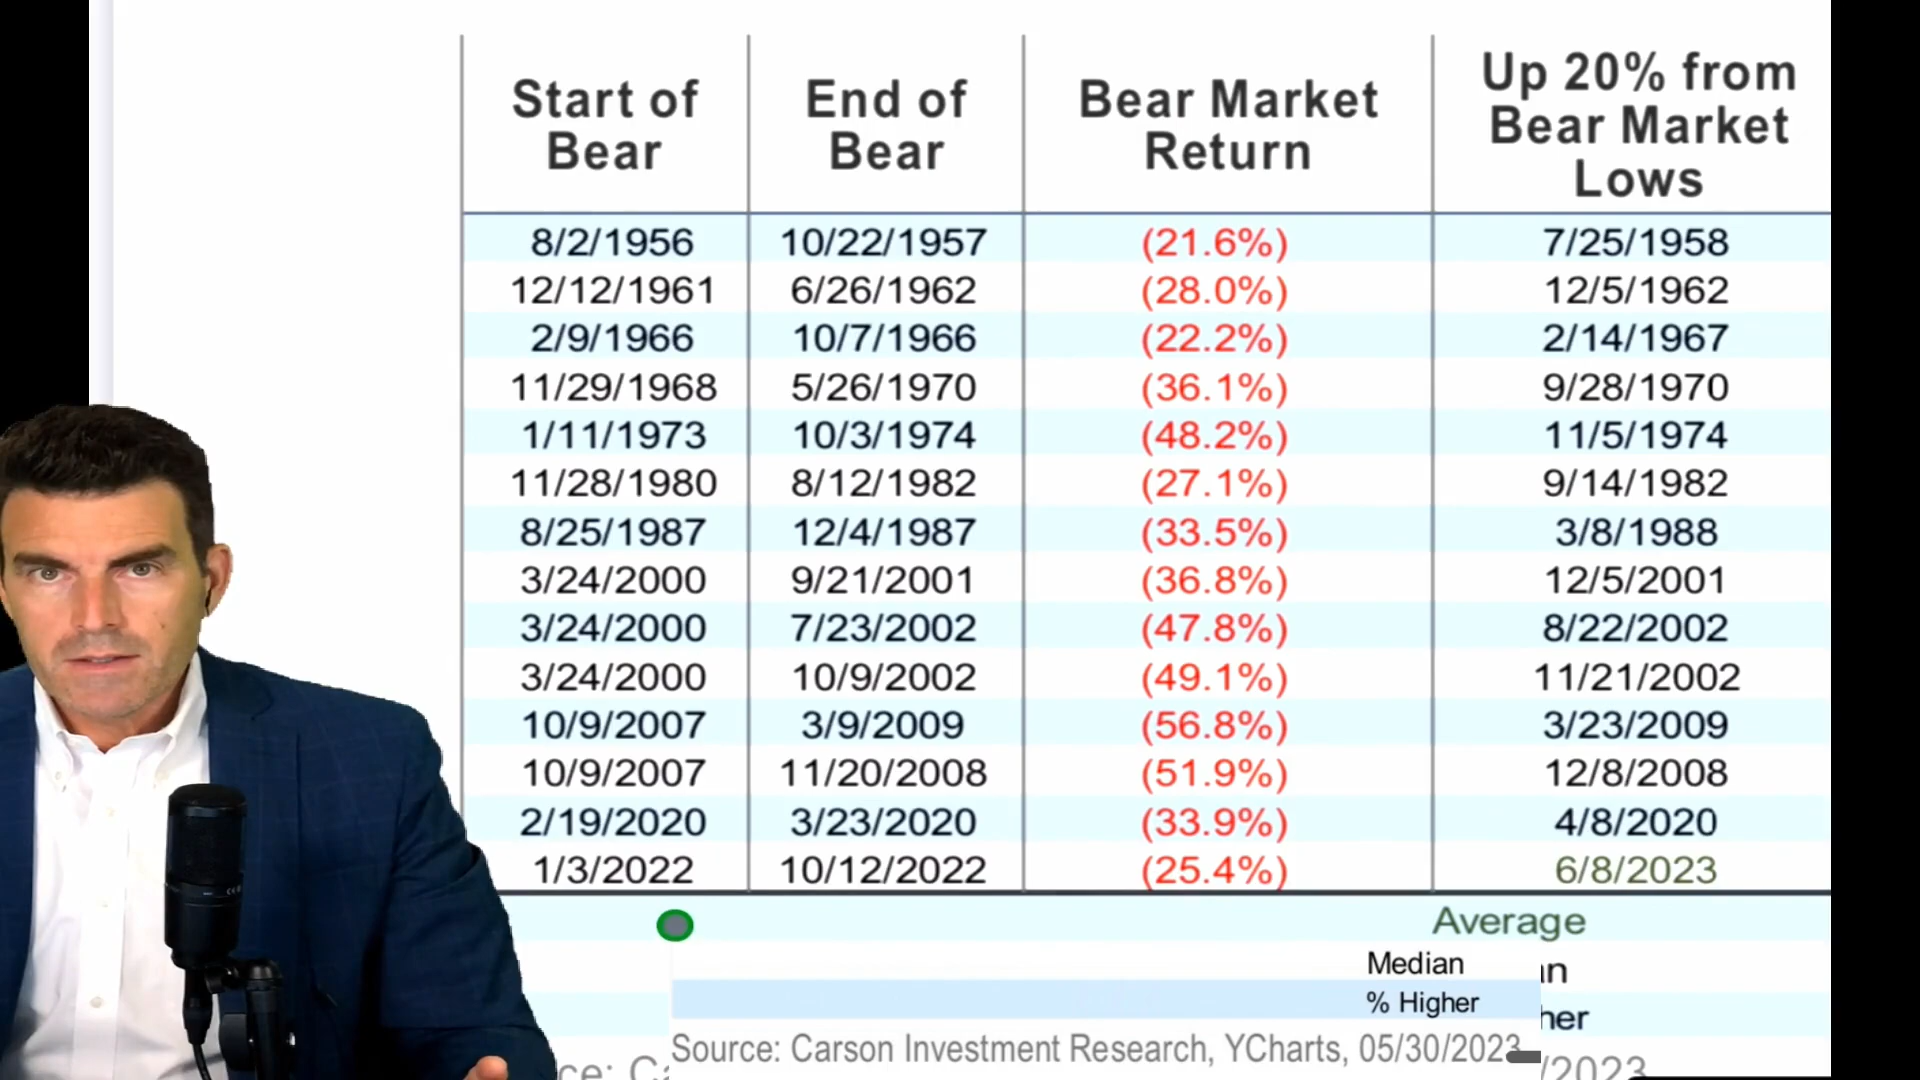 Start of Bear
End of Bear
Bear Market Return
Up 20% from Bear Market Lows
8/2/1956 10/22/1957 (21.6%) 7/25/1958
12/12/1961 6/26/1962 (28.0%) 12/5/1962
2/9/1966 10/7/1966 (22.2%) 2/14/1967
11/29/1968 5/26/1970 (36.1%) 9/28/1970
1/11/1973 10/3/1974 (48.2%) 11/5/1974
11/28/1980 8/12/1982 (27.1%) 9/14/1982
8/25/1987 12/4/1987 (33.5%) 3/8/1988
3/24/2000 9/21/2001 (36.8%) 12/5/2001
3/24/2000 7/23/2002 (47.8%) 8/22/2002
3/24/2000 10/9/2002 (49.1%) 11/21/2002
10/9/2007 3/9/2009 (56.8%) 3/23/2009
10/9/2007 11/20/2008 (51.9%) 12/8/2008
2/19/2020 3/23/2020 (33.9%) 4/8/2020
1/3/2022 10/12/2022 (25.4%) 6/8/2023
Average
Median
% Higher
Source: Carson Investment Research, YCharts, 05/30/2023